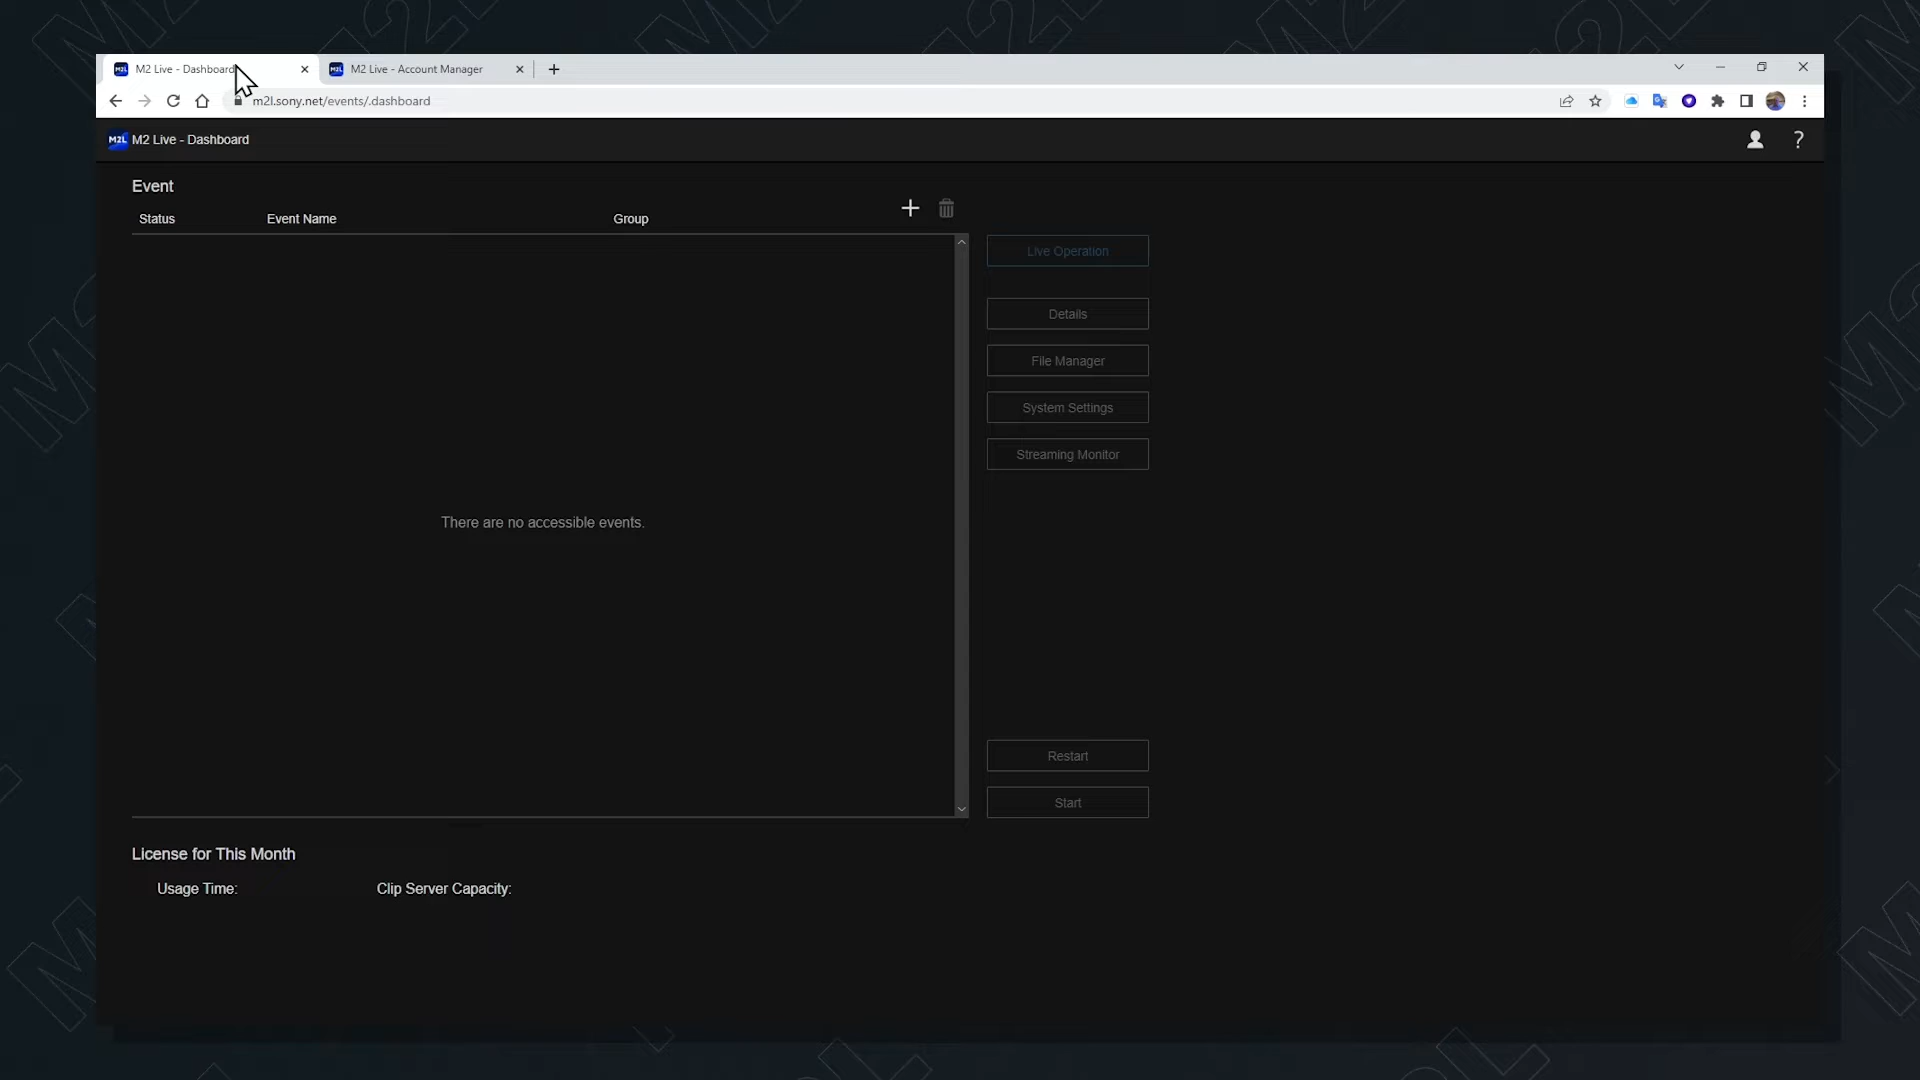 M2 Live - Dashboard
M2 Live - Account Manager
m2l.sony.net/events/.dashboard
M2L M2 Live - Dashboard
?
Event
Status Event Name Group
Live Operation
Details
File Manager
System Settings
Streaming Monitor
There are no accessible events.
Restart
Start
License for This Month
Usage Time: Clip Server Capacity: